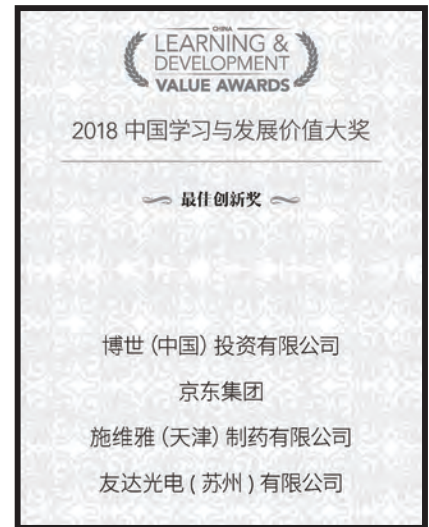 CHINA
LEARNING &
DEVELOPMENT
VALUE AWARDS
2018 中国学习与发展价值大奖
最佳创新奖
博世（中国）投资有限公司
京东集团
施维雅（天津）制药有限公司
友达光电 ( 苏州 ) 有限公司